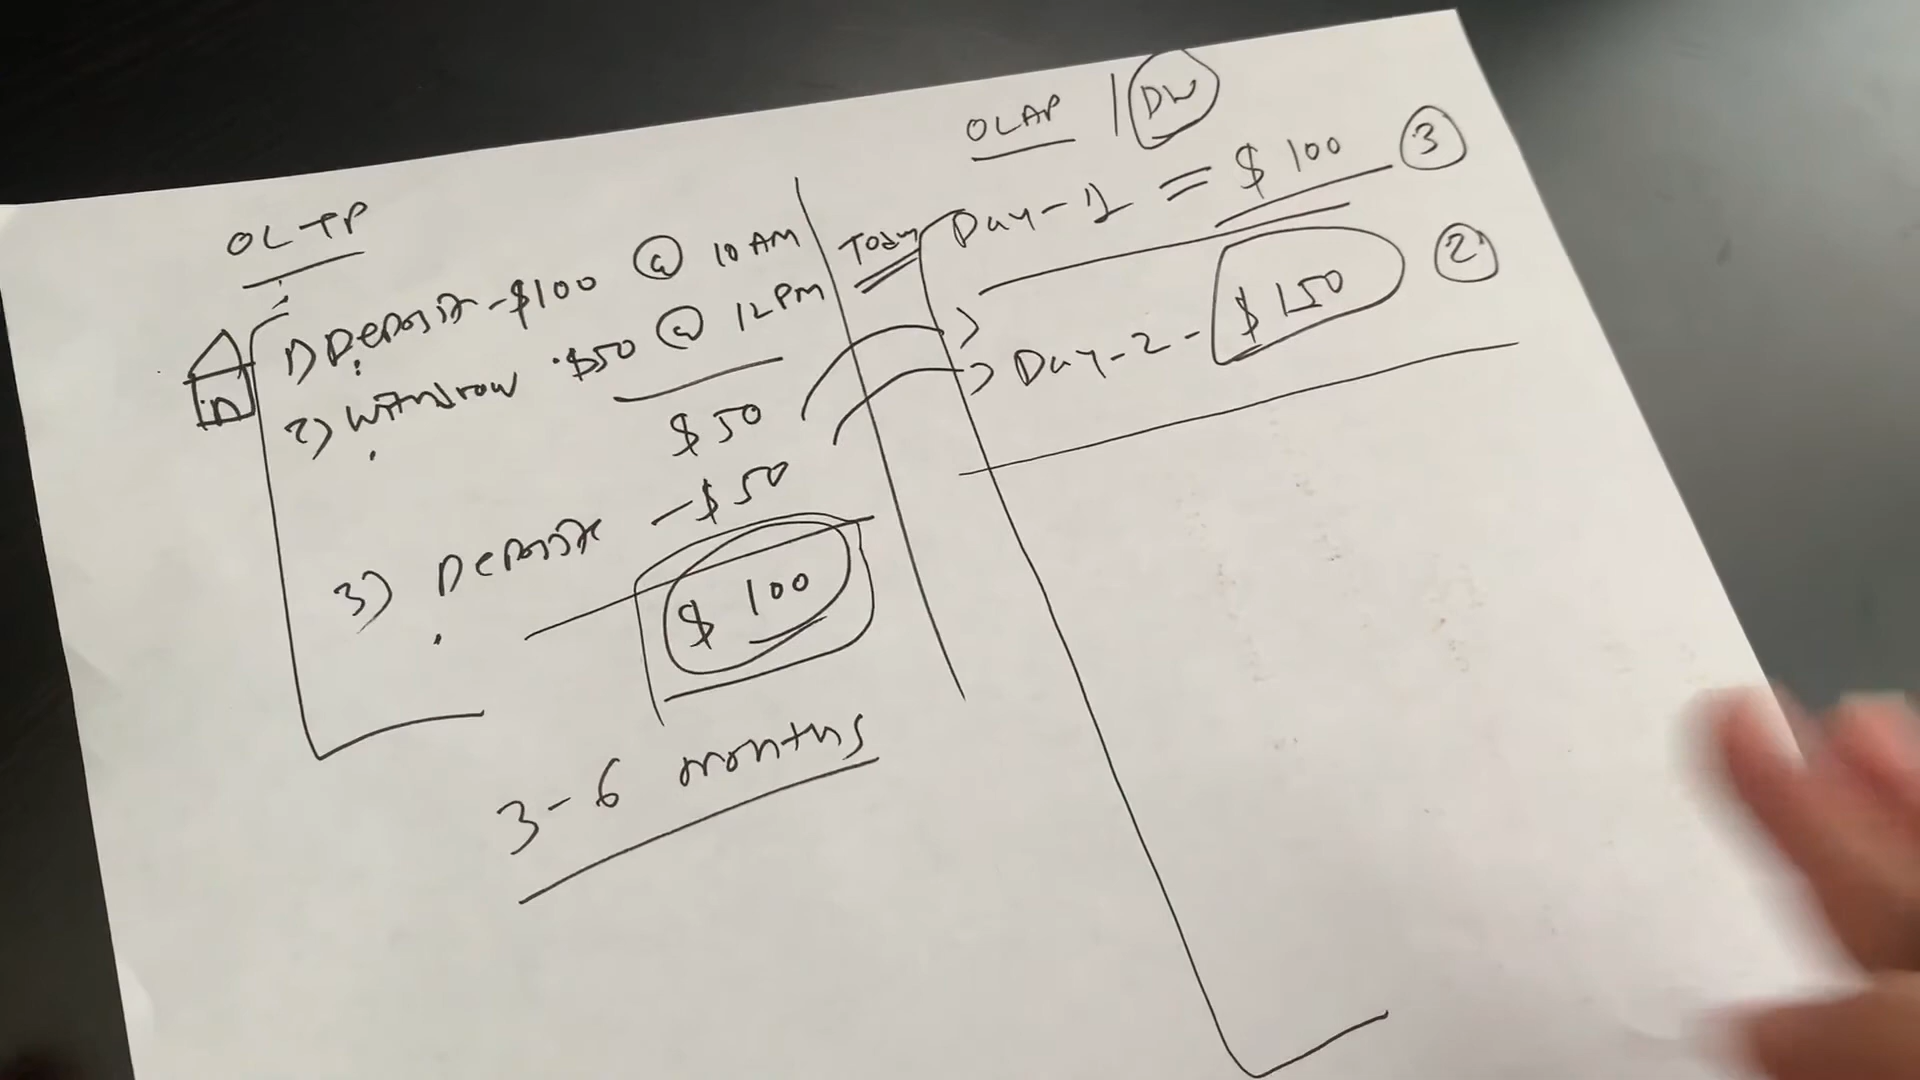 OLTP
1) Deposit - $100 @ 10 AM
2) Withdraw $50 @ 12 PM
$50
3) Deposit - $50
$100
3-6 months
OLAP | DW
Today Day-1 = $100 3
Day-2 - $150 2